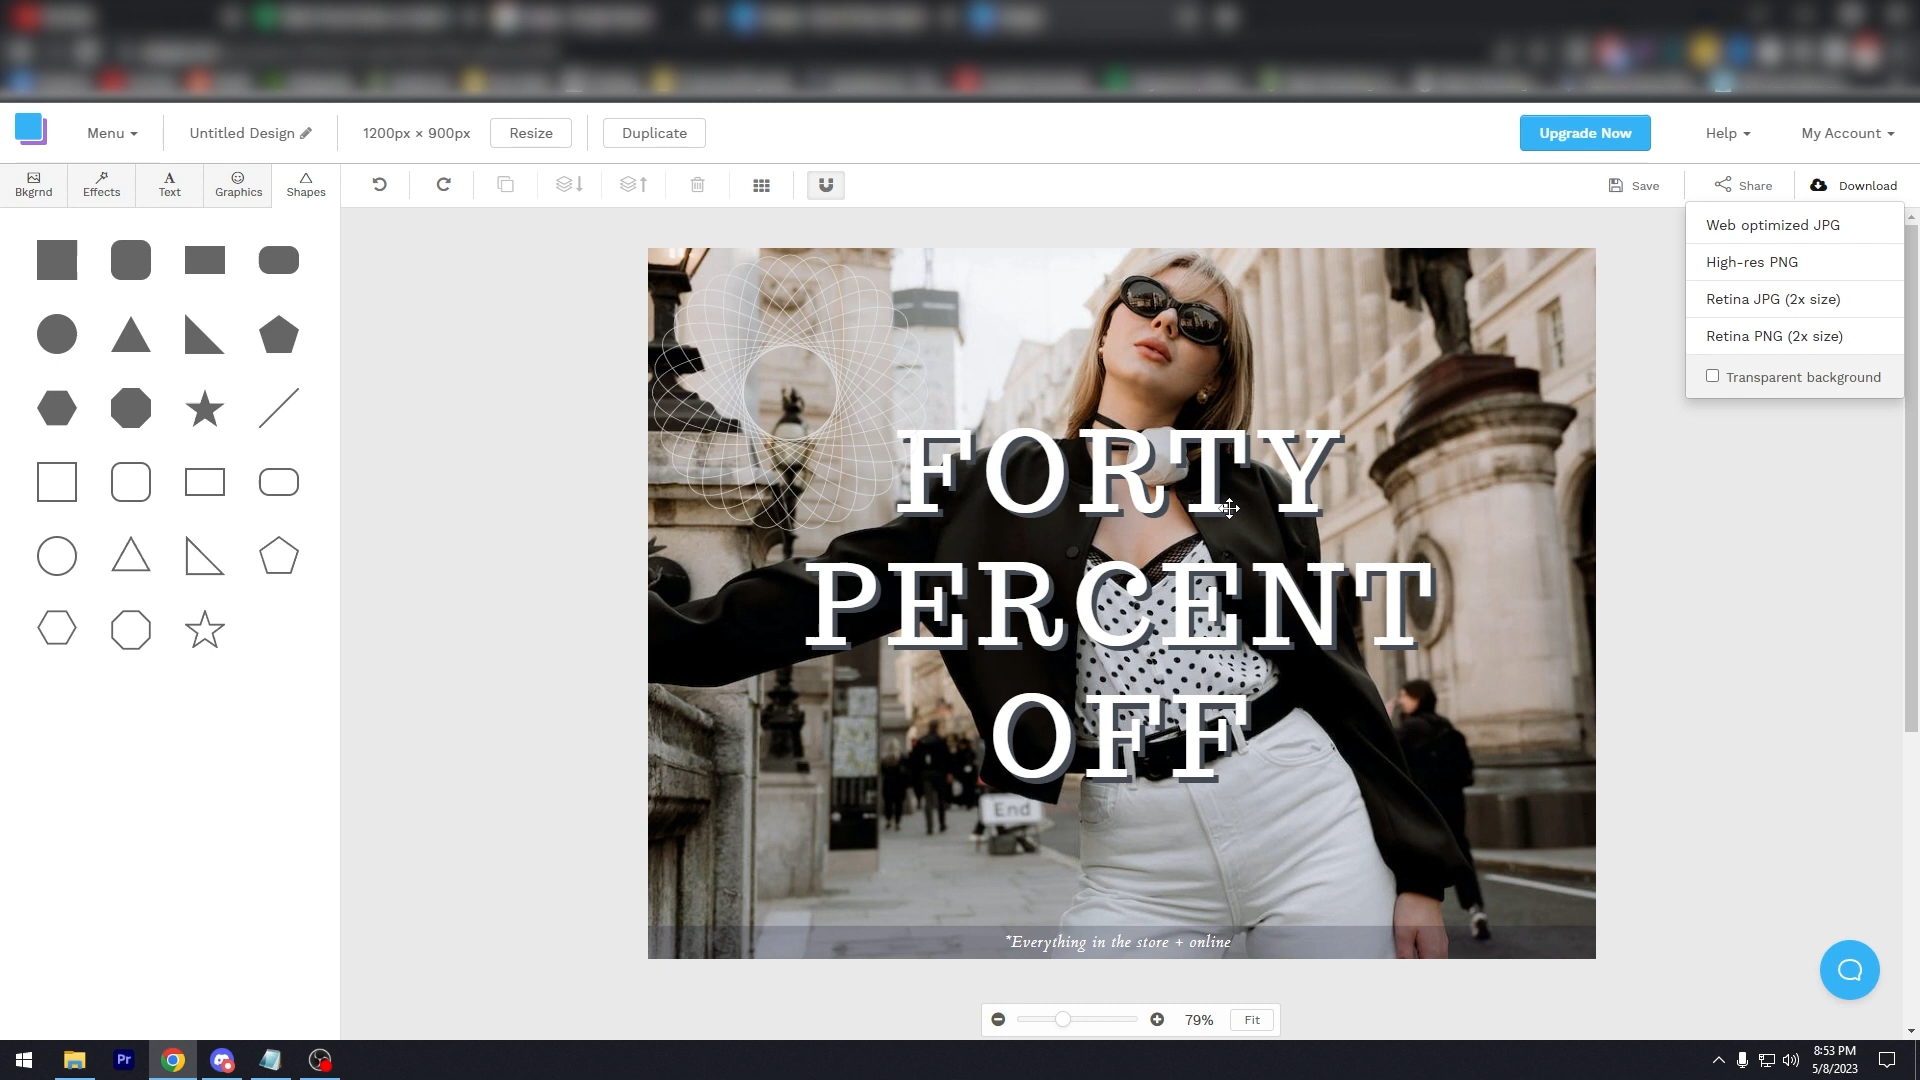 Menu
Untitled Design
1200px × 900px
Resize
Duplicate
Upgrade Now
Help
My Account
Bkgrnd
Effects
Text
Graphics
Shapes
Save
Share
Download
Web optimized JPG
High-res PNG
Retina JPG (2x size)
Retina PNG (2x size)
Transparent background
FORTY
PERCENT
OFF
End
*Everything in the store + online
79%
Fit
Pr
8:53 PM
5/8/2023